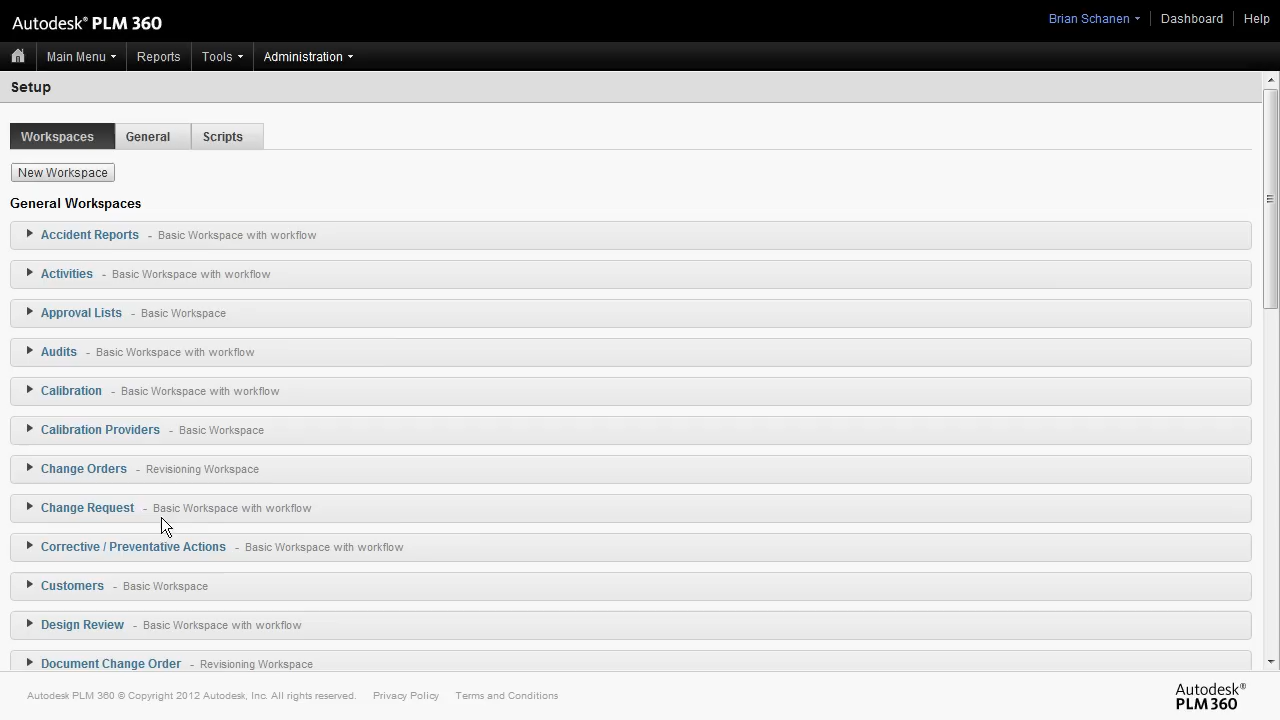 Autodesk® PLM 360
Brian Schanen
Dashboard
Help
Main Menu
Reports
Tools
Administration
Setup
Workspaces
General
Scripts
New Workspace
General Workspaces
Accident Reports - Basic Workspace with workflow
Activities - Basic Workspace with workflow
Approval Lists - Basic Workspace
Audits - Basic Workspace with workflow
Calibration - Basic Workspace with workflow
Calibration Providers - Basic Workspace
Change Orders - Revisioning Workspace
Change Request - Basic Workspace with workflow
Corrective / Preventative Actions - Basic Workspace with workflow
Customers - Basic Workspace
Design Review - Basic Workspace with workflow
Document Change Order - Revisioning Workspace
Autodesk PLM 360 © Copyright 2012 Autodesk, Inc. All rights reserved.
Privacy Policy
Terms and Conditions
Autodesk®
PLM 360